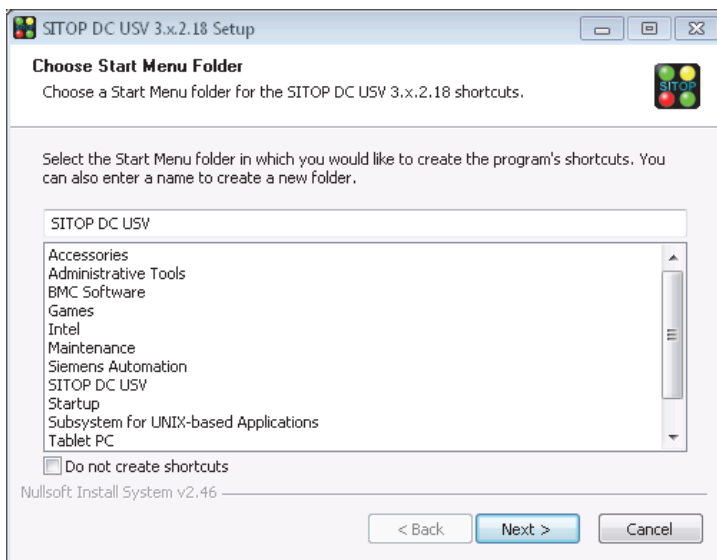 SITOP DC USV 3.x.2.18 Setup
Choose Start Menu Folder
Choose a Start Menu folder for the SITOP DC USV 3.x.2.18 shortcuts.
SITOP
Select the Start Menu folder in which you would like to create the program's shortcuts. You
can also enter a name to create a new folder.
SITOP DC USV
Accessories
Administrative Tools
BMC Software
Games
Intel
Maintenance
Siemens Automation
SITOP DC USV
Startup
Subsystem for UNIX-based Applications
Tablet PC
Do not create shortcuts
Nullsoft Install System v2.46
< Back Next > Cancel